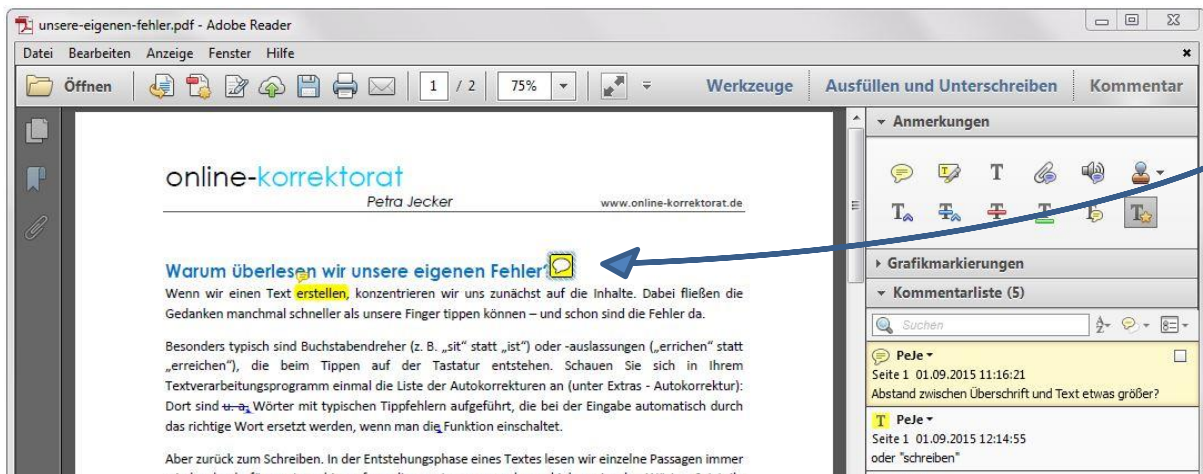 unsere-eigenen-fehler.pdf - Adobe Reader
Datei Bearbeiten Anzeige Fenster Hilfe
Öffnen 1 / 2 75% Werkzeuge Ausfüllen und Unterschreiben Kommentar
Anmerkungen
online-korrektorat
Petra Jecker www.online-korrektorat.de
Grafikmarkierungen
Kommentarliste (5)
Suchen
PeJe
Seite 1 01.09.2015 11:16:21
Abstand zwischen Überschrift und Text etwas größer?
PeJe
Seite 1 01.09.2015 12:14:55
oder "schreiben"
Warum überlesen wir unsere eigenen Fehler?
Wenn wir einen Text erstellen, konzentrieren wir uns zunächst auf die Inhalte. Dabei fließen die
Gedanken manchmal schneller als unsere Finger tippen können – und schon sind die Fehler da.
Besonders typisch sind Buchstabendreher (z. B. „sit" statt „ist") oder -auslassungen („errichen" statt
„erreichen"), die beim Tippen auf der Tastatur entstehen. Schauen Sie sich in Ihrem
Textverarbeitungsprogramm einmal die Liste der Autokorrekturen an (unter Extras - Autokorrektur):
Dort sind u. a. Wörter mit typischen Tippfehlern aufgeführt, die bei der Eingabe automatisch durch
das richtige Wort ersetzt werden, wenn man die Funktion einschaltet.
Aber zurück zum Schreiben. In der Entstehungsphase eines Textes lesen wir einzelne Passagen immer